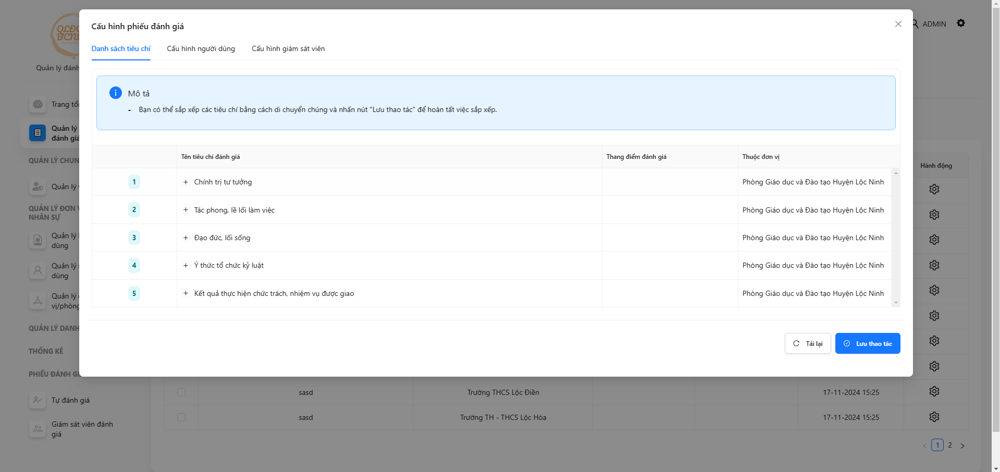 Cấu hình phiếu đánh giá
ADMIN
Danh sách tiêu chí
Cấu hình người dùng
Cấu hình giám sát viên
Quản lý đánh
Mô tả
- Bạn có thể sắp xếp các tiêu chí bằng cách di chuyển chúng và nhấn nút "Lưu thao tác" để hoàn tất việc sắp xếp.
Quản lý
đánh giá
QUẢN LÝ CHUN
Quản lý
QUẢN LÝ ĐƠN
NHÂN SỰ
Quản lý
dùng
Quản lý
dùng
Quản lý
vị/phòng
QUẢN LÝ DANH
THỐNG KÊ
PHIẾU ĐÁNH
Tự đánh giá
Giám sát viên đánh
giá
Tên tiêu chí đánh giá
Thang điểm đánh giá
Thuộc đơn vị
Hành động
1 Chính trị tư tưởng Phòng Giáo dục và Đào tạo Huyện Lộc Ninh
2 Tác phong, lề lối làm việc Phòng Giáo dục và Đào tạo Huyện Lộc Ninh
3 Đạo đức, lối sống Phòng Giáo dục và Đào tạo Huyện Lộc Ninh
4 Ý thức tổ chức kỷ luật Phòng Giáo dục và Đào tạo Huyện Lộc Ninh
5 Kết quả thực hiện chức trách, nhiệm vụ được giao Phòng Giáo dục và Đào tạo Huyện Lộc Ninh
Tải lại
Lưu thao tác
sasd Trường THCS Lộc Điền 17-11-2024 15:25
sasd Trường TH - THCS Lộc Hòa 17-11-2024 15:25
1 2